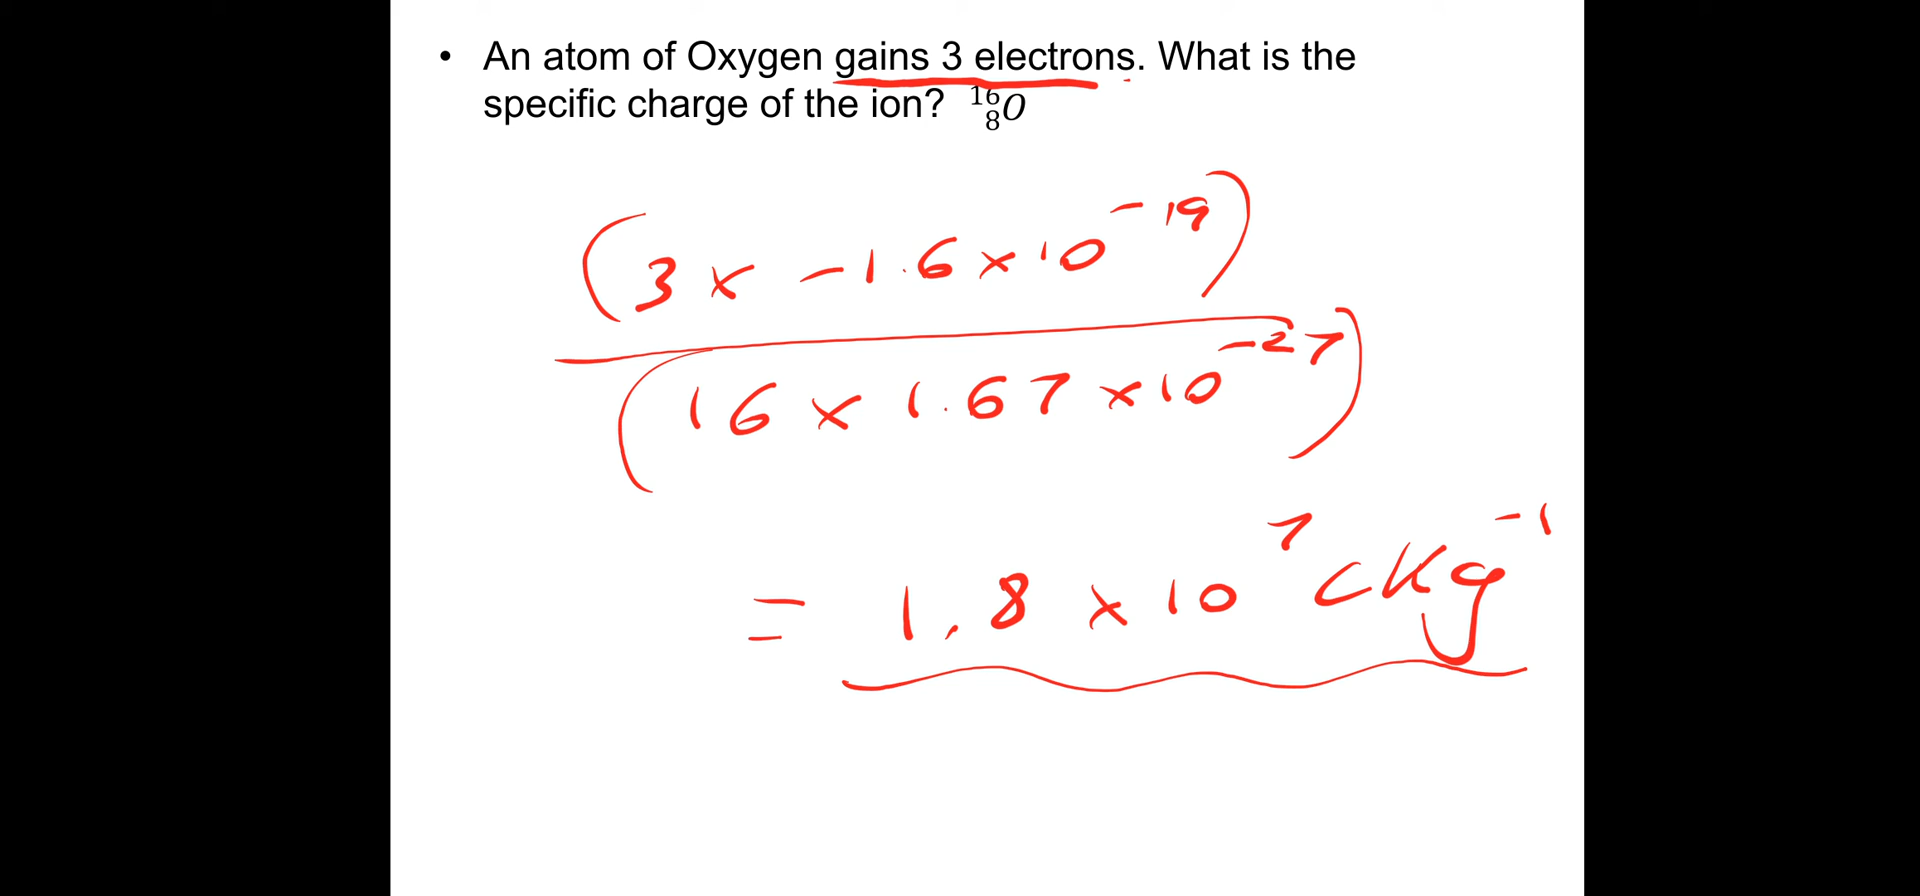 • An atom of Oxygen gains 3 electrons. What is the
specific charge of the ion? ¹⁶₈O
(3 x -1.6 x 10⁻¹⁹)
(16 x 1.67 x 10⁻²⁷)
= 1.8 x 10⁷ CKg⁻¹